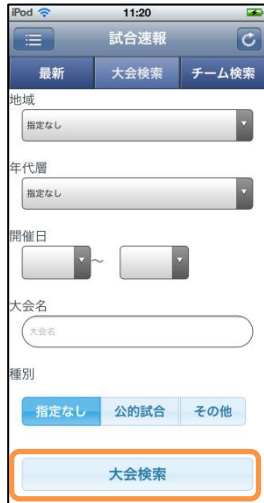 iPod 11:20
試合速報
最新 大会検索 チーム検索
地域
指定なし
年代層
指定なし
開催日
～
大会名
大会名
種別
指定なし 公的試合 その他
大会検索